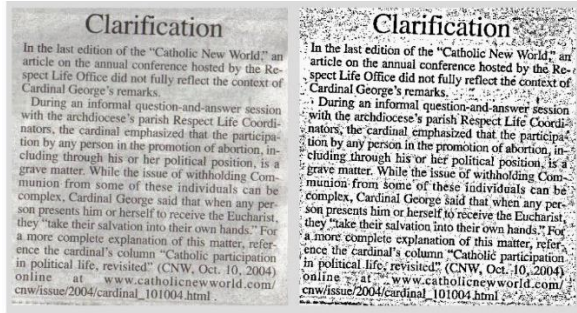 Clarification
In the last edition of the “Catholic New World,” an
article on the annual conference hosted by the Re-
spect Life Office did not fully reflect the context of
Cardinal George’s remarks.
During an informal question-and-answer session
with the archdiocese’s parish Respect Life Coordi-
nators, the cardinal emphasized that the participa-
tion by any person in the promotion of abortion, in-
cluding through his or her political position, is a
grave matter. While the issue of withholding Com-
munion from some of these individuals can be
complex, Cardinal George said that when any per-
son presents him or herself to receive the Eucharist,
they “take their salvation into their own hands.” For
a more complete explanation of this matter, refer-
ence the cardinal’s column “Catholic participation
in political life, revisited” (CNW, Oct. 10, 2004)
online at www.catholicnewworld.com/
cnw/issue/2004/cardinal_101004.html .
Clarification
In the last edition of the “Catholic New World,” an
article on the annual conference hosted by the Re-
spect Life Office did not fully reflect the context of
Cardinal George’s remarks.
During an informal question-and-answer session
with the archdiocese’s parish Respect Life Coordi-
nators, the cardinal emphasized that the participa-
tion by any person in the promotion of abortion, in-
cluding through his or her political position, is a
grave matter. While the issue of withholding Com-
munion from some of these individuals can be
complex, Cardinal George said that when any per-
son presents him or herself to receive the Eucharist,
they “take their salvation into their own hands.” For
a more complete explanation of this matter, refer-
ence the cardinal’s column “Catholic participation
in political life, revisited” (CNW, Oct. 10, 2004)
online at www.catholicnewworld.com/
cnw/issue/2004/cardinal_101004.html .